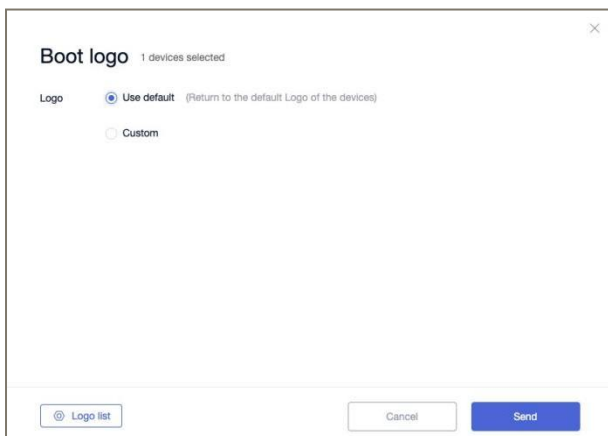 Boot logo 1 devices selected
Logo Use default (Return to the default Logo of the devices)
Custom
Logo list Cancel Send